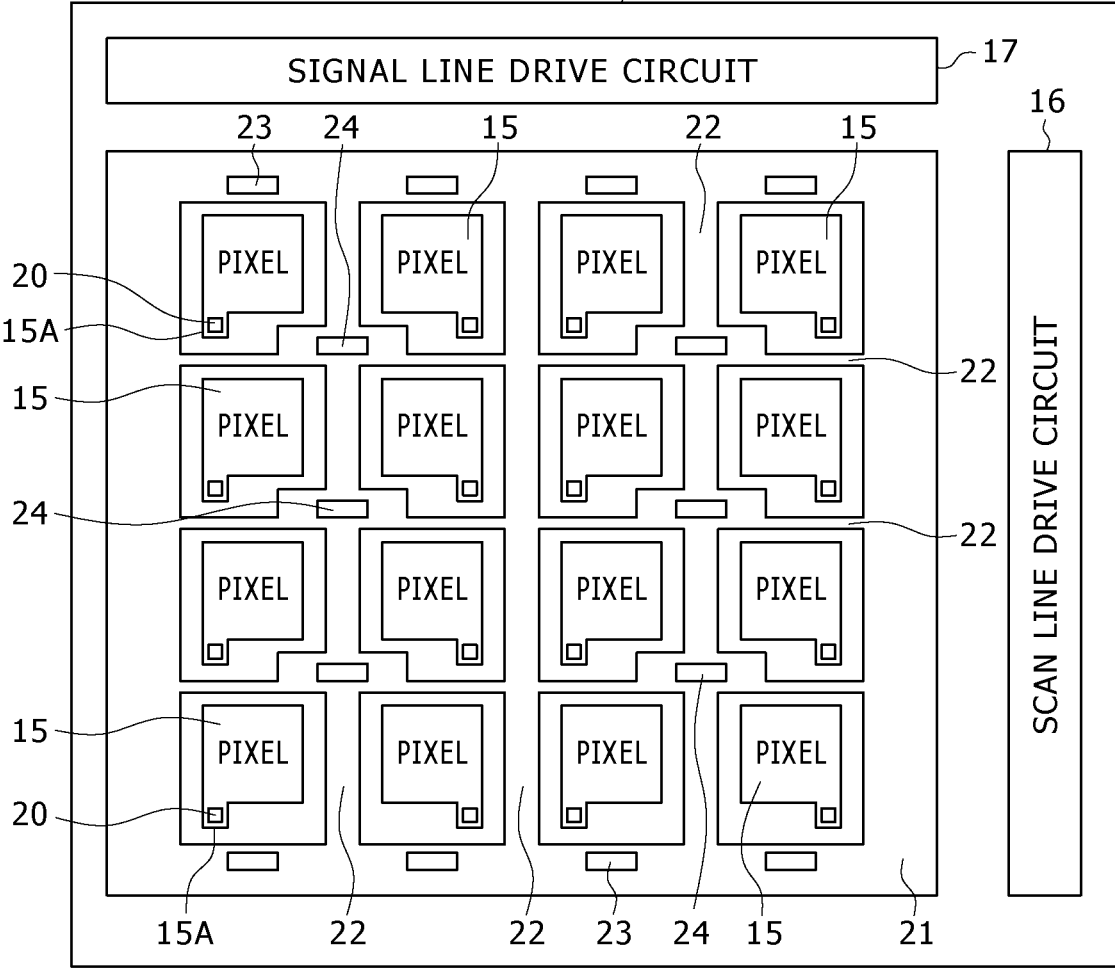 SIGNAL LINE DRIVE CIRCUIT
17
23 24 15 22 15 16
PIXEL PIXEL PIXEL PIXEL
20
15A
22
15
PIXEL PIXEL PIXEL PIXEL
24
22
PIXEL PIXEL PIXEL PIXEL
SCAN LINE DRIVE CIRCUIT
15
PIXEL PIXEL PIXEL PIXEL
20
15A 22 22 23 24 15 21